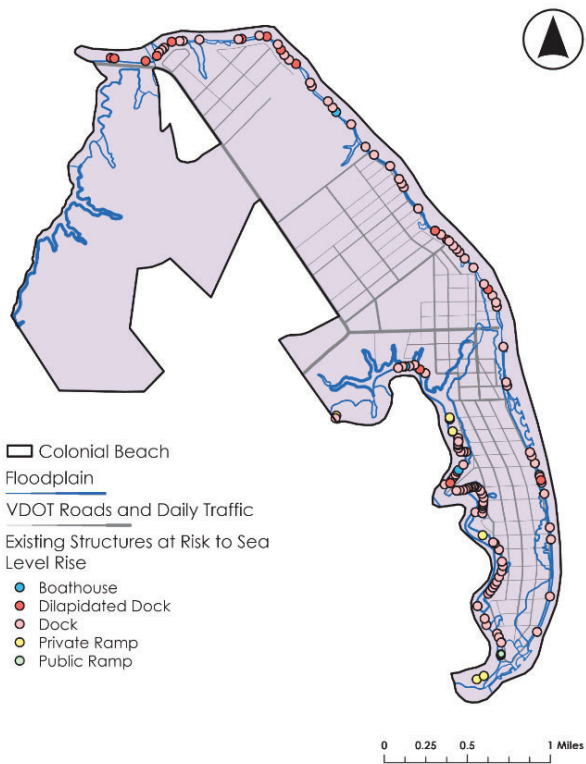 Colonial Beach
Floodplain
VDOT Roads and Daily Traffic
Existing Structures at Risk to Sea
Level Rise
Boathouse
Dilapidated Dock
Dock
Private Ramp
Public Ramp
0 0.25 0.5 1 Miles